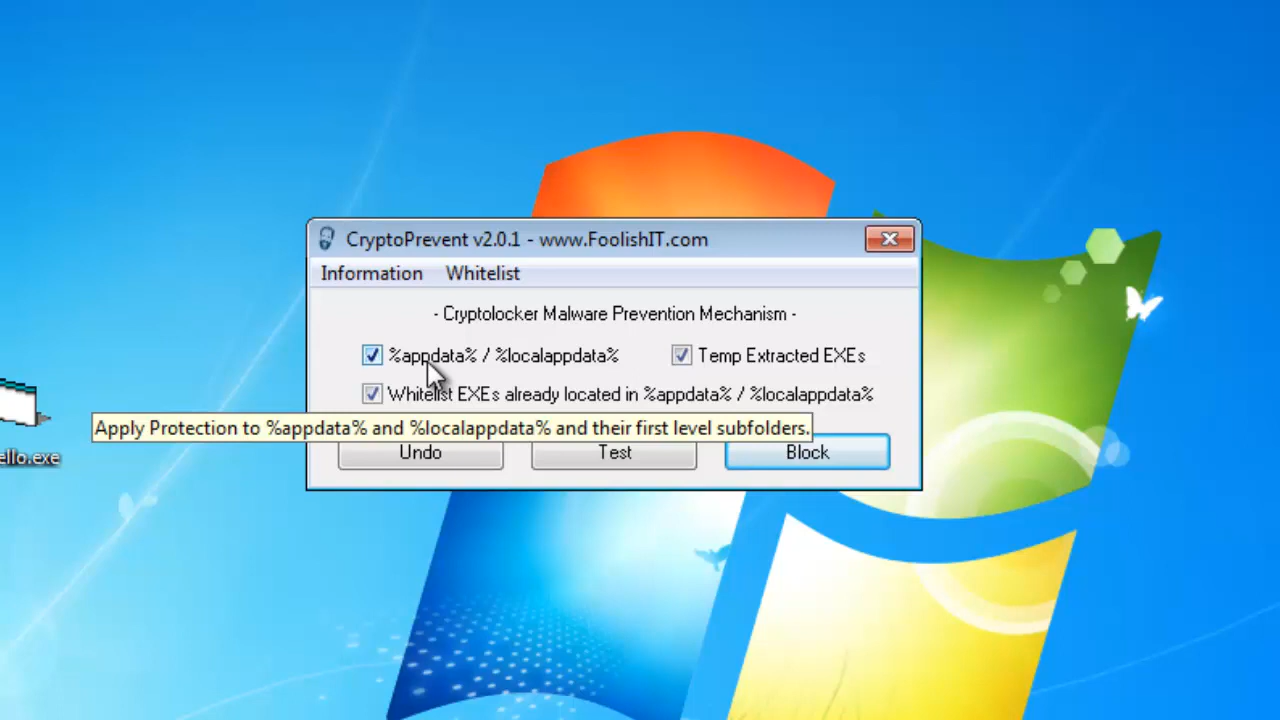 CryptoPrevent v2.0.1 - www.FoolishIT.com
Information Whitelist
- Cryptolocker Malware Prevention Mechanism -
%appdata% / %localappdata% Temp Extracted EXEs
Whitelist EXEs already located in %appdata% / %localappdata%
Apply Protection to %appdata% and %localappdata% and their first level subfolders.
Undo Test Block
ello.exe